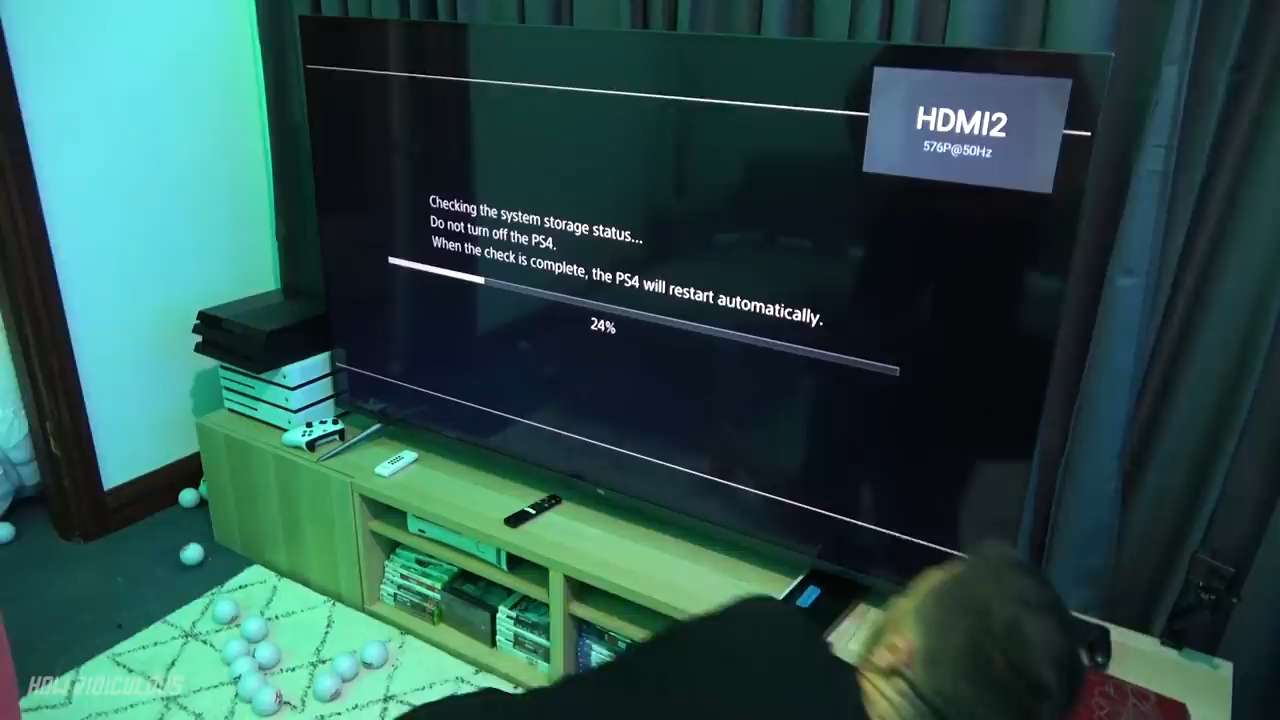 HDMI2
576P@50Hz
Checking the system storage status...
Do not turn off the PS4.
When the check is complete, the PS4 will restart automatically.
24%